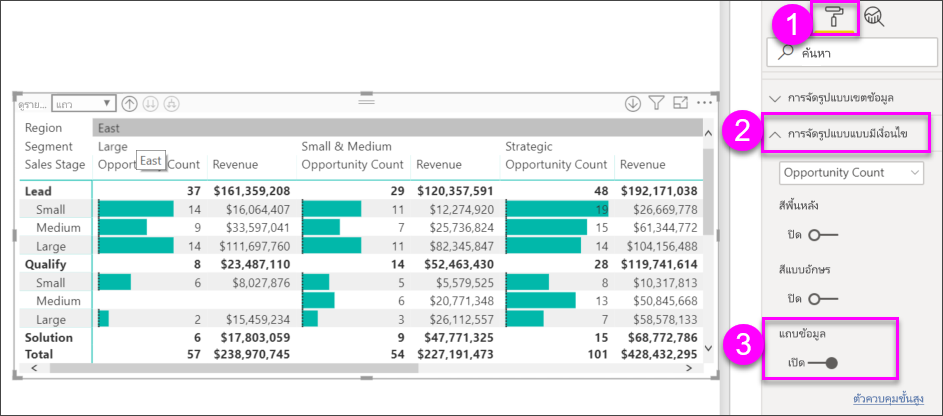 1
ค้นหา
ดูราย... แถว
การจัดรูปแบบเขตข้อมูล
2
การจัดรูปแบบแบบมีเงื่อนไข
Region East
Segment Large Small & Medium Strategic
Sales Stage Opportunity Count Revenue Opportunity Count Revenue Opportunity Count Revenue
East
Lead 37 $161,359,208 29 $120,357,591 48 $192,171,038
Small 14 $16,064,407 11 $12,274,920 19 $26,669,778
Medium 9 $33,597,041 7 $25,736,824 15 $61,344,772
Large 14 $111,697,760 11 $82,345,847 14 $104,156,488
Qualify 8 $23,487,110 14 $52,463,430 28 $119,741,614
Small 6 $8,027,876 5 $5,579,525 8 $10,317,813
Medium 6 $20,771,348 13 $50,845,668
Large 2 $15,459,234 3 $26,112,557 7 $58,578,133
Solution 6 $17,803,059 9 $47,771,325 15 $68,772,786
Total 57 $238,970,745 54 $227,191,473 101 $428,432,295
Opportunity Count
สีพื้นหลัง
ปิด
สีแบบอักษร
ปิด
3
แถบข้อมูล
เปิด
ตัวควบคุมขั้นสูง